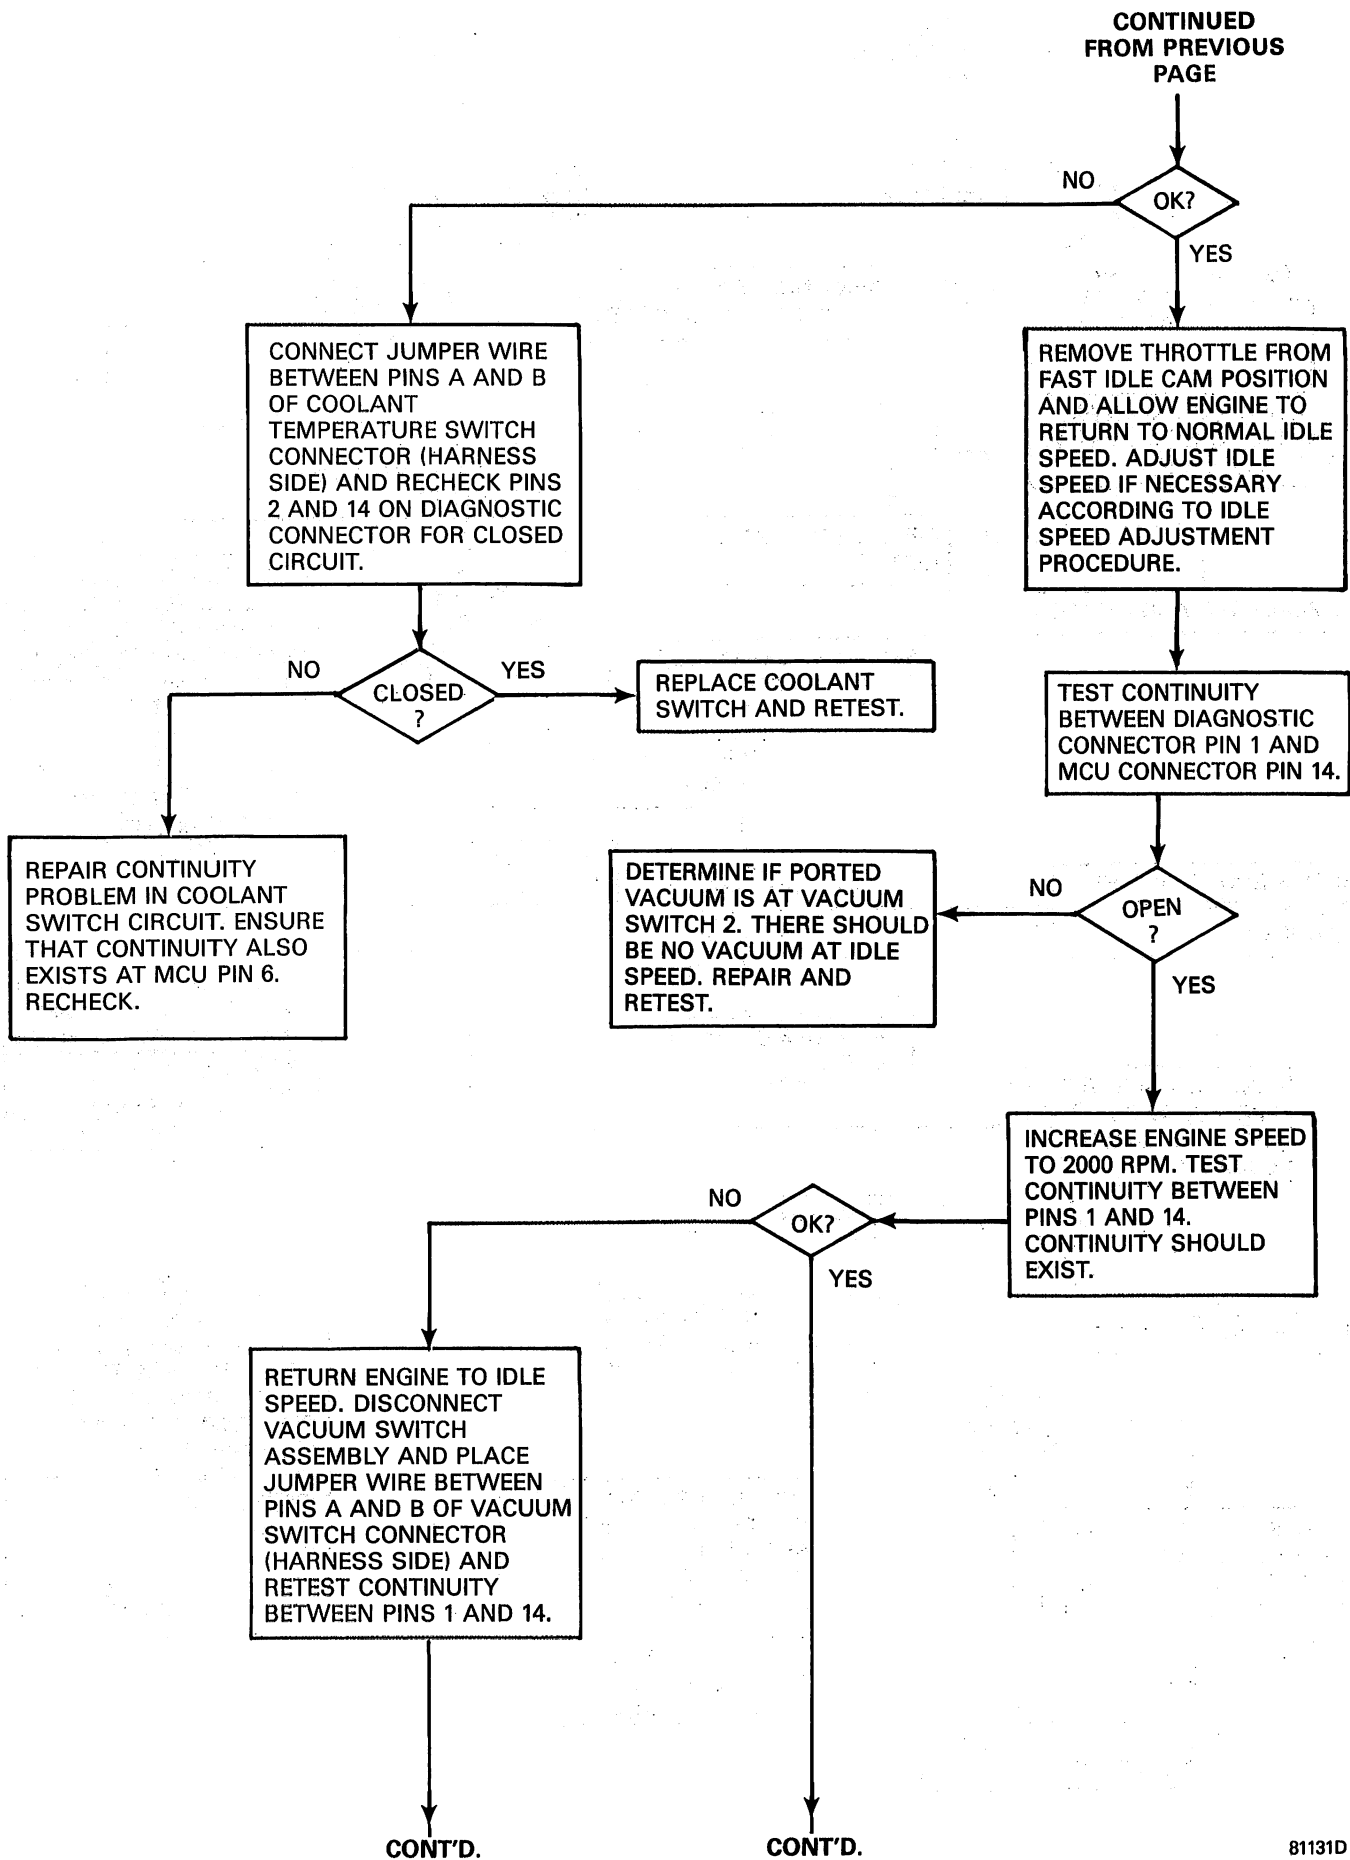 CONTINUED
FROM PREVIOUS
PAGE
NO
OK?
YES
CONNECT JUMPER WIRE
BETWEEN PINS A AND B
OF COOLANT
TEMPERATURE SWITCH
CONNECTOR (HARNESS
SIDE) AND RECHECK PINS
2 AND 14 ON DIAGNOSTIC
CONNECTOR FOR CLOSED
CIRCUIT.
REMOVE THROTTLE FROM
FAST IDLE CAM POSITION
AND ALLOW ENGINE TO
RETURN TO NORMAL IDLE
SPEED. ADJUST IDLE
SPEED IF NECESSARY
ACCORDING TO IDLE
SPEED ADJUSTMENT
PROCEDURE.
NO
CLOSED
?
YES
REPLACE COOLANT
SWITCH AND RETEST.
TEST CONTINUITY
BETWEEN DIAGNOSTIC
CONNECTOR PIN 1 AND
MCU CONNECTOR PIN 14.
REPAIR CONTINUITY
PROBLEM IN COOLANT
SWITCH CIRCUIT. ENSURE
THAT CONTINUITY ALSO
EXISTS AT MCU PIN 6.
RECHECK.
DETERMINE IF PORTED
VACUUM IS AT VACUUM
SWITCH 2. THERE SHOULD
BE NO VACUUM AT IDLE
SPEED. REPAIR AND
RETEST.
NO
OPEN
?
YES
INCREASE ENGINE SPEED
TO 2000 RPM. TEST
CONTINUITY BETWEEN
PINS 1 AND 14.
CONTINUITY SHOULD
EXIST.
NO
OK?
YES
RETURN ENGINE TO IDLE
SPEED. DISCONNECT
VACUUM SWITCH
ASSEMBLY AND PLACE
JUMPER WIRE BETWEEN
PINS A AND B OF VACUUM
SWITCH CONNECTOR
(HARNESS SIDE) AND
RETEST CONTINUITY
BETWEEN PINS 1 AND 14.
CONT'D.
CONT'D.
81131D